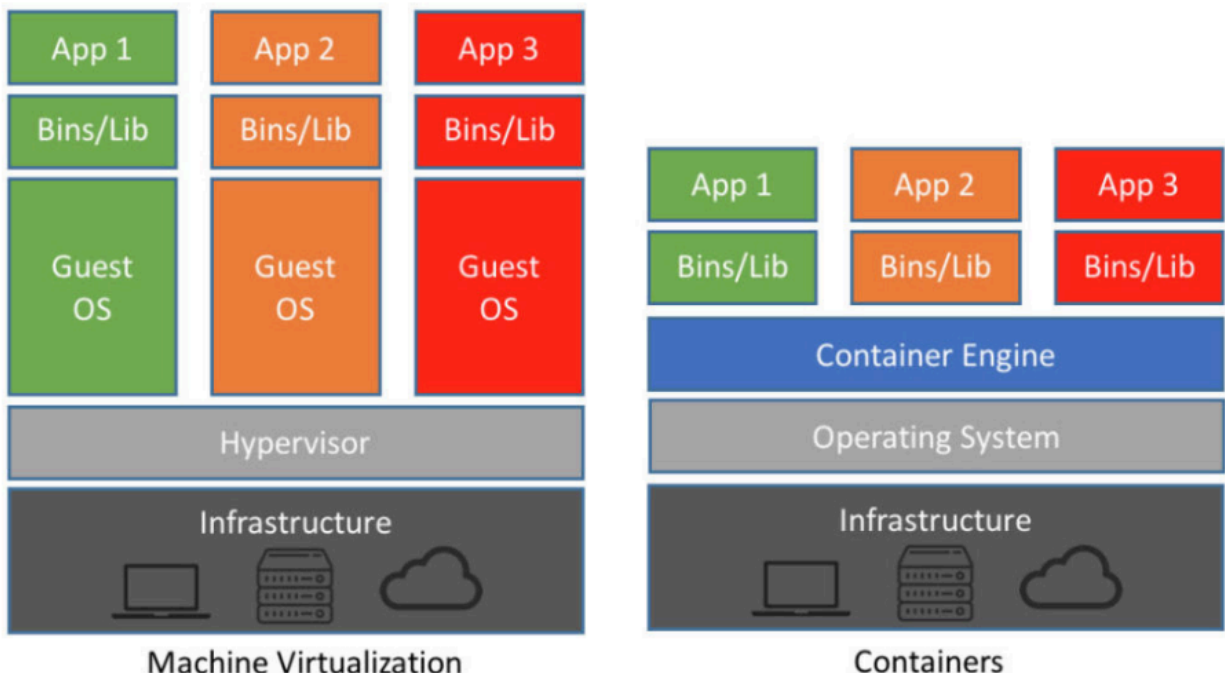 App 1
App 2
App 3
Bins/Lib
Bins/Lib
Bins/Lib
Guest
OS
Guest
OS
Guest
OS
Hypervisor
Infrastructure
Machine Virtualization
App 1
App 2
App 3
Bins/Lib
Bins/Lib
Bins/Lib
Container Engine
Operating System
Infrastructure
Containers